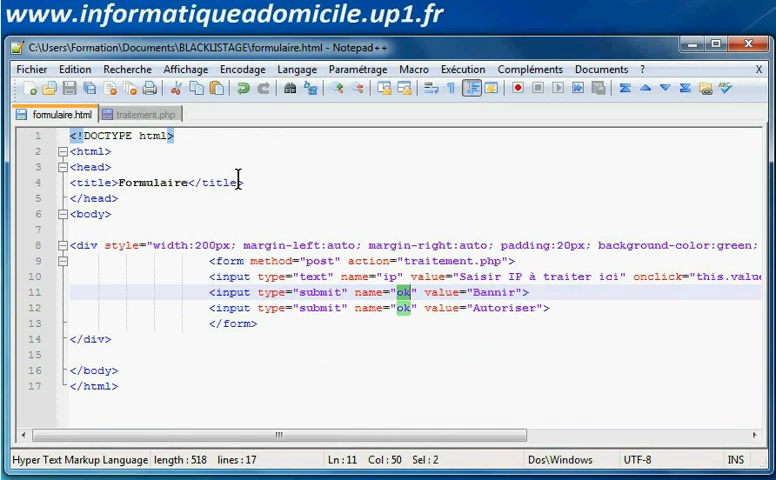 www.informatiqueadomicile.up1.fr
C:\Users\Formation\Documents\BLACKLISTAGE\formulaire.html - Notepad++
Fichier Edition Recherche Affichage Encodage Langage Paramétrage Macro Exécution Compléments Documents ? X
formulaire.html traitement.php
1 <!DOCTYPE html>
2 <html>
3 <head>
4 <title>Formulaire</title>
5 </head>
6 <body>
7
8 <div style="width:200px; margin-left:auto; margin-right:auto; padding:20px; background-color:green;
9 <form method="post" action="traitement.php">
10 <input type="text" name="ip" value="Saisir IP à traiter ici" onclick="this.value
11 <input type="submit" name="ok" value="Bannir">
12 <input type="submit" name="ok" value="Autoriser">
13 </form>
14 </div>
15
16 </body>
17 </html>
Hyper Text Markup Language length : 518 lines : 17 Ln : 11 Col : 50 Sel : 2 Dos\Windows UTF-8 INS